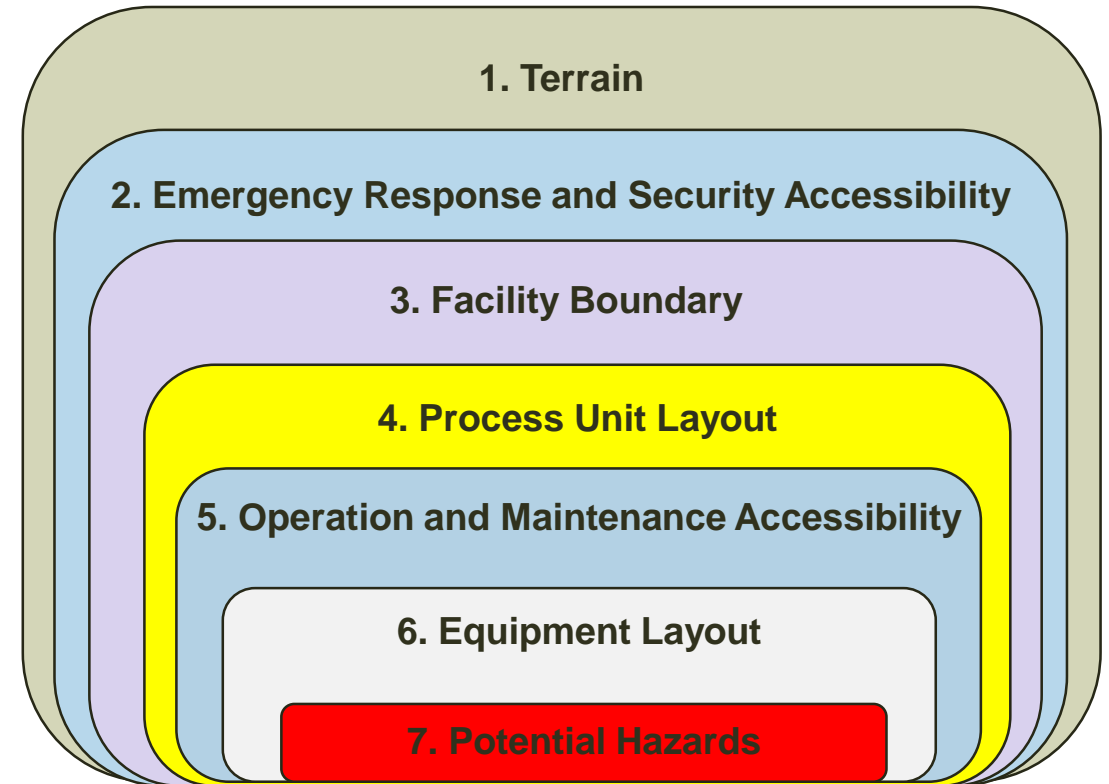 1. Terrain
2. Emergency Response and Security Accessibility
3. Facility Boundary
4. Process Unit Layout
5. Operation and Maintenance Accessibility
6. Equipment Layout
7. Potential Hazards